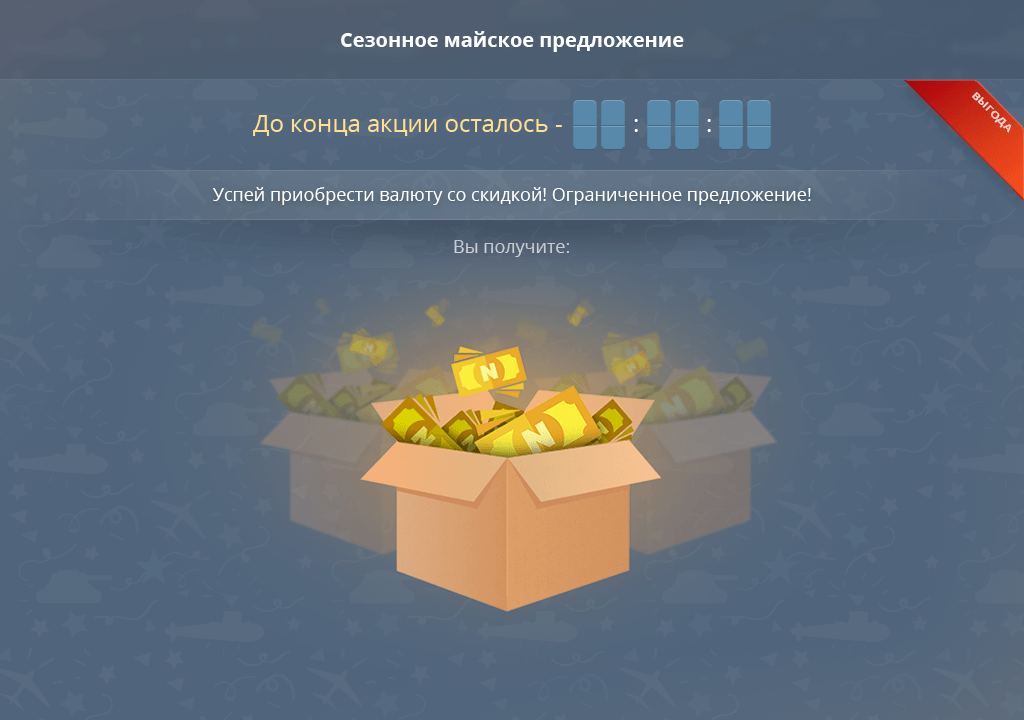 Сезонное майское предложение
До конца акции осталось - : :
ВЫГОДА
Успей приобрести валюту со скидкой! Ограниченное предложение!
Вы получите:
N
N
N